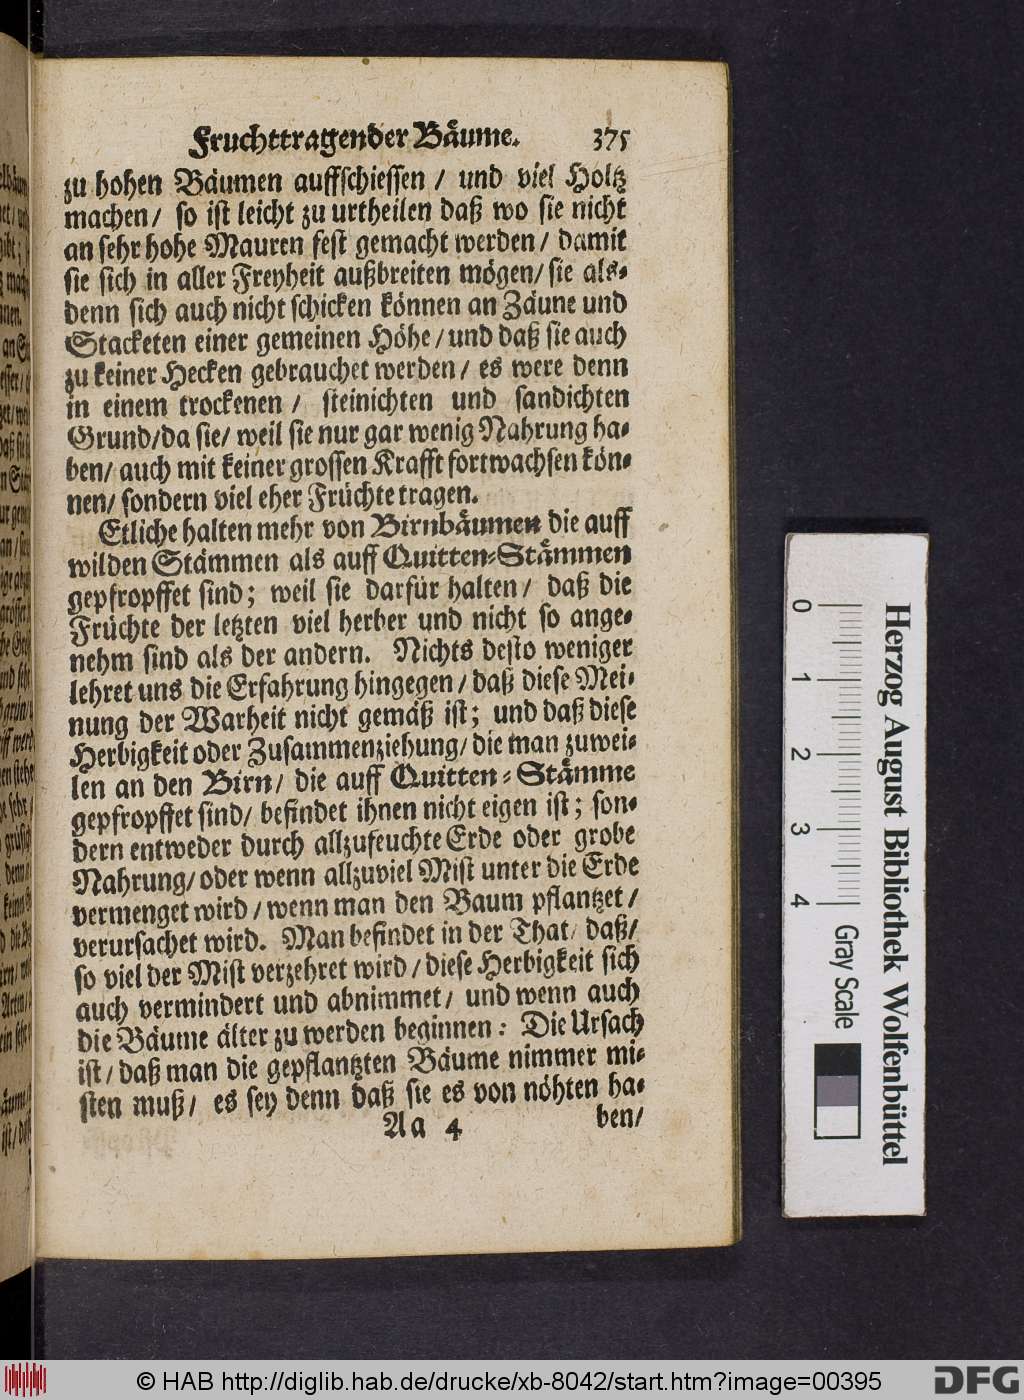 Fruchttragender Bäume. 375
zu hohen Bäumen auffschiessen / und viel Holtz
machen / so ist leicht zu urtheilen daß wo sie nicht
an sehr hohe Mauren fest gemacht werden / damit
sie sich in aller Freyheit außbreiten mögen / sie als-
denn sich auch nicht schicken können an Zäune und
Stacketen einer gemeinen Höhe / und daß sie auch
zu keiner Hecken gebrauchet werden / es were denn
in einem trockenen / steinichten und sandichten
Grund / da sie / weil sie nur gar wenig Nahrung ha-
ben / auch mit keiner grossen Krafft fortwachsen kön-
nen / sondern viel eher Früchte tragen.
Etliche halten mehr von Birnbäumen die auff
wilden Stämmen als auff Quitten-Stämmen
gepfropffet sind; weil sie darfür halten / daß die
Früchte der letzten viel herber und nicht so ange-
nehm sind als der andern. Nichts desto weniger
lehret uns die Erfahrung hingegen / daß diese Mei-
nung der Warheit nicht gemäß ist; und daß diese
Herbigkeit oder Zusammenziehung / die man zuwei-
len an den Birn / die auff Quitten-Stämme
gepfropffet sind / befindet ihnen nicht eigen ist; son-
dern entweder durch allzufeuchte Erde oder grobe
Nahrung / oder wenn allzuviel Mist unter die Erde
vermenget wird / wenn man den Baum pflantzet /
verursachet wird. Man befindet in der That / daß /
so viel der Mist verzehret wird / diese Herbigkeit sich
auch vermindert und abnimmet / und wenn auch
die Bäume älter zu werden beginnen: Die Ursach
ist / daß man die gepflantzten Bäume nimmer mi-
sten muß / es sey denn daß sie es von nöhten ha-
Aa 4 ben /
0 1 2 3 4
Gray Scale
Herzog August Bibliothek Wolfenbüttel
© HAB http://diglib.hab.de/drucke/xb-8042/start.htm?image=00395
DFG